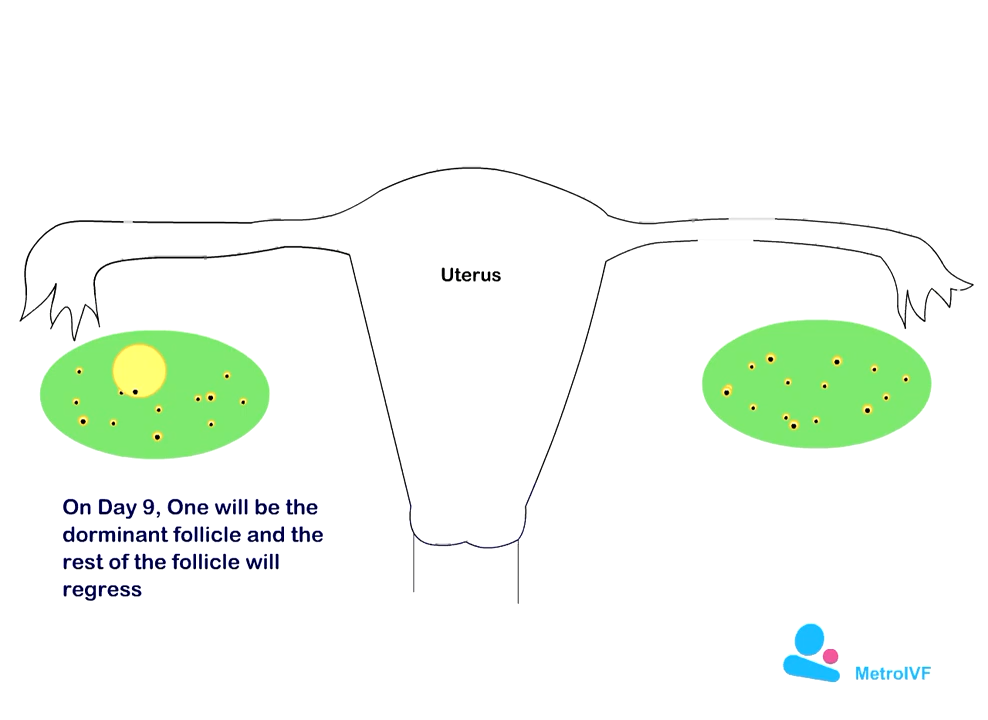 Uterus
On Day 9, One will be the
dorminant follicle and the
rest of the follicle will
regress
MetroIVF